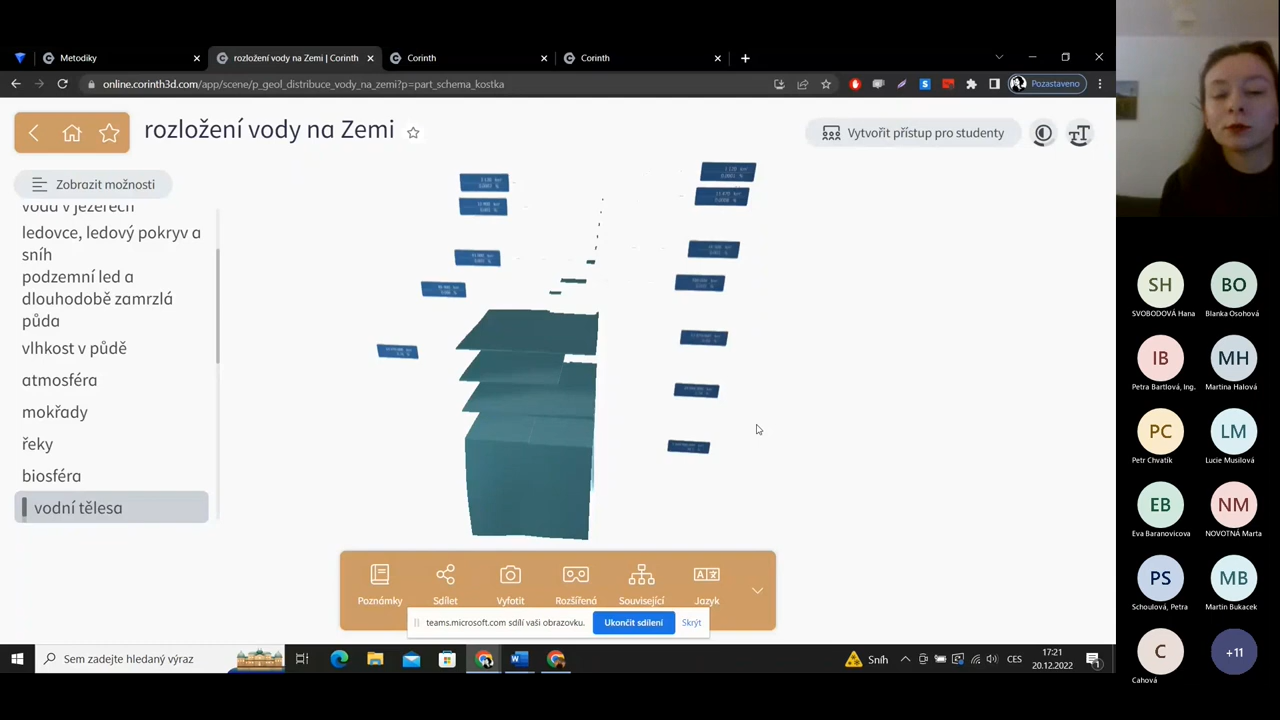 Metodiky
rozložení vody na Zemi | Corinth
Corinth
Corinth
online.corinth3d.com/app/scene/p_geol_distribuce_vody_na_zemi?p=part_schema_kostka
Pozastaveno
rozložení vody na Zemi
Vytvořit přístup pro studenty
Zobrazit možnosti
voda v jezerech
ledovce, ledový pokryv a
sníh
podzemní led a
dlouhodobě zamrzlá
půda
vlhkost v půdě
atmosféra
mokřady
řeky
biosféra
vodní tělesa
Poznámky
Sdílet
Vyfotit
Rozšířená
Související
Jazyk
teams.microsoft.com sdílí vaši obrazovku.
Ukončit sdílení
Skrýt
Sem zadejte hledaný výraz
Sníh
CES
17:21
20.12.2022
1
SH
SVOBODOVÁ Hana
BO
Blanka Osohová
IB
Petra Bartlová, Ing.
MH
Martina Halová
PC
Petr Chvatík
LM
Lucie Musilová
EB
Eva Baranovicova
NM
NOVOTNÁ Marta
PS
Schoulová, Petra
MB
Martin Bukacek
C
Cahová
+11